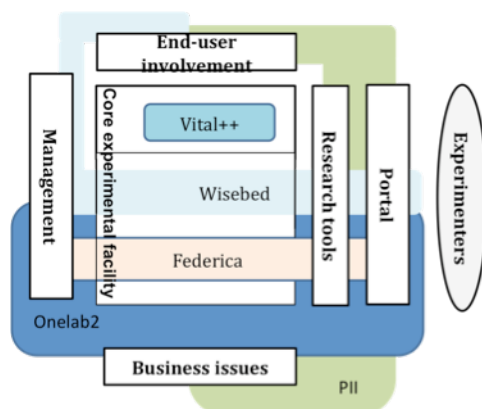 End-user
involvement
Management
Core experimental facility
Vital++
Research tools
Portal
Experimenters
Wisebed
Federica
Onelab2
Business issues
PII